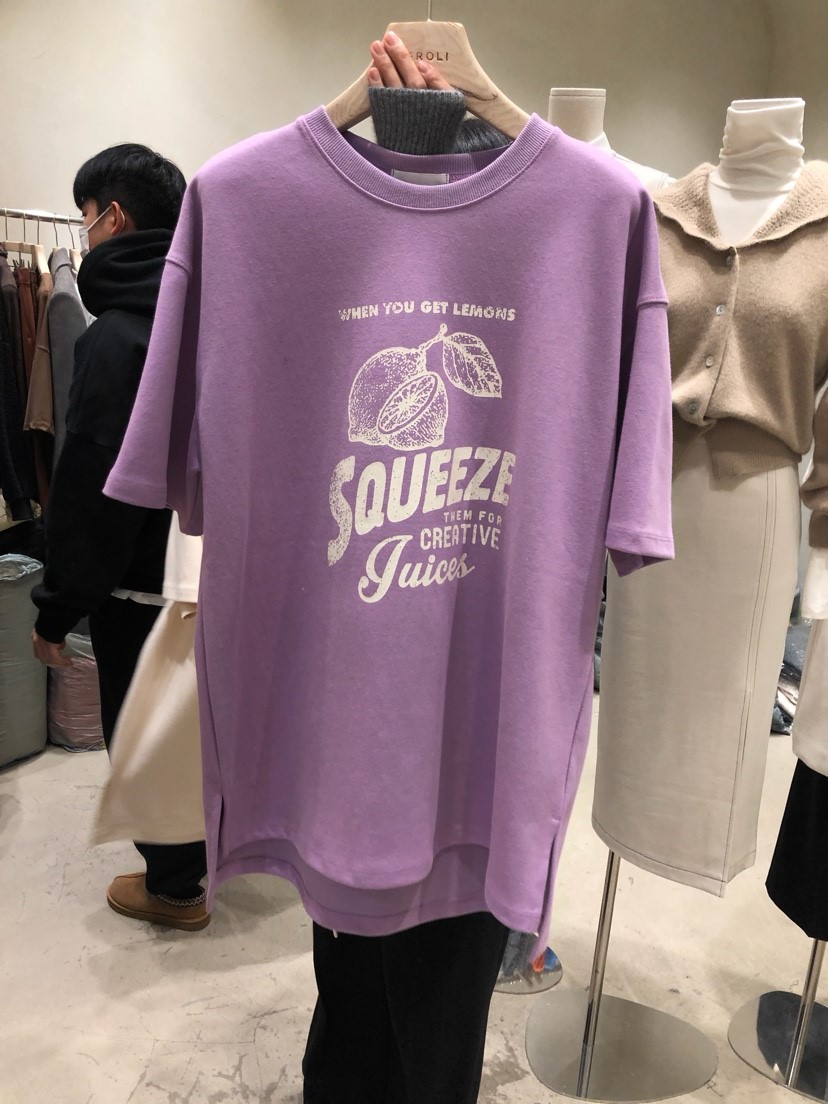 WHEN YOU GET LEMONS
SQUEEZE
THEM FOR
CREATIVE
Juices